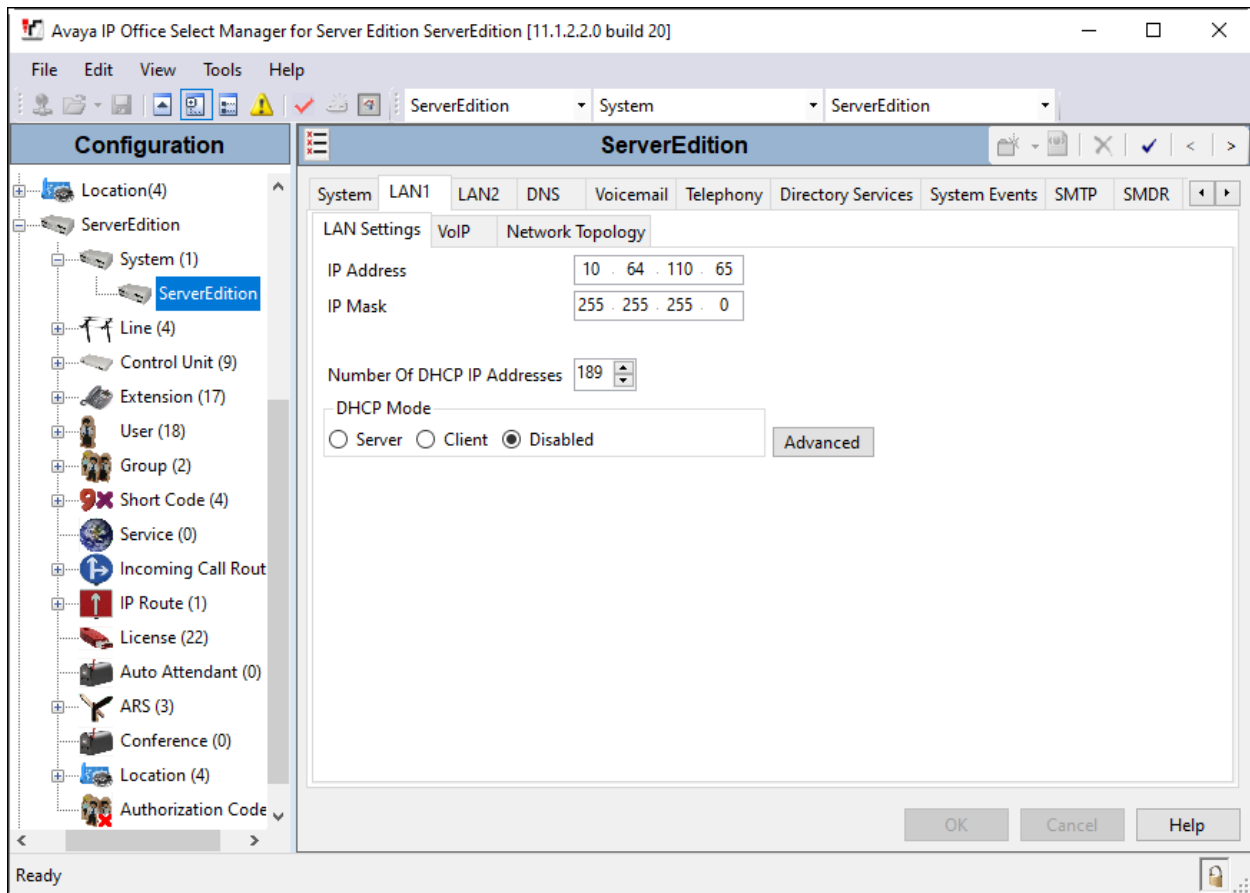 Avaya IP Office Select Manager for Server Edition ServerEdition [11.1.2.2.0 build 20]
File Edit View Tools Help
ServerEdition System ServerEdition
Configuration
Location(4)
ServerEdition
System (1)
ServerEdition
Line (4)
Control Unit (9)
Extension (17)
User (18)
Group (2)
Short Code (4)
Service (0)
Incoming Call Rout
IP Route (1)
License (22)
Auto Attendant (0)
ARS (3)
Conference (0)
Location (4)
Authorization Code
ServerEdition
System LAN1 LAN2 DNS Voicemail Telephony Directory Services System Events SMTP SMDR
LAN Settings VoIP Network Topology
IP Address 10 . 64 . 110 . 65
IP Mask 255 . 255 . 255 . 0
Number Of DHCP IP Addresses 189
DHCP Mode
Server Client Disabled
Advanced
OK Cancel Help
Ready